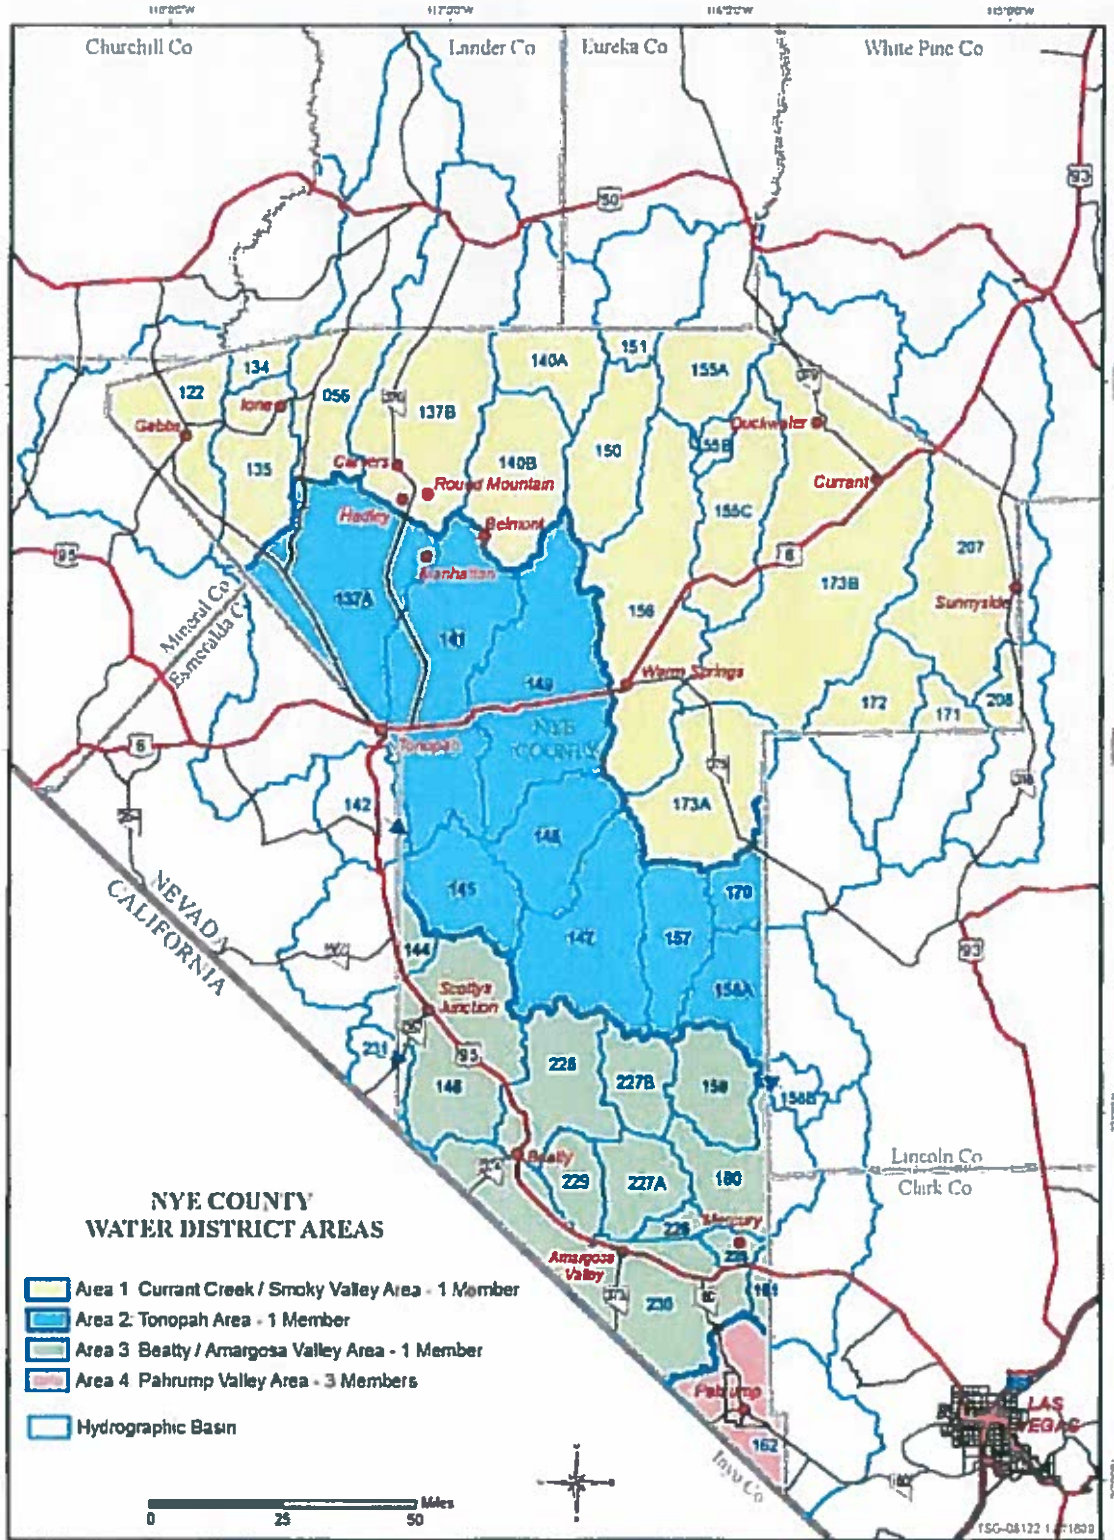 Churchill Co
Lander Co
Eureka Co
White Pine Co
93
50
140A
151
134
155A
122
056
Ione
137B
Duckwater
Gabbs
155B
150
140B
135
Carvers
Currant
Round Mountain
Hadley
155C
Belmont
207
95
6
Manhattan
173B
137A
156
Sunnyside
Mineral Co
141
Esmeralda C
149
Warm Springs
172
208
171
6
Tonopah
NYE
COUNTY
142
173A
148
NEVADA
CALIFORNIA
145
170
147
157
144
93
158A
Scottys
Junction
231
95
228
227B
159
158B
146
Lincoln Co
Clark Co
Beatty
229
227A
160
Mercury
Amargosa
Valley
230
161
Pahrump
162
Inyo Co
LAS
VEGAS
NYE COUNTY
WATER DISTRICT AREAS
Area 1 Currant Creek / Smoky Valley Area - 1 Member
Area 2: Tonopah Area - 1 Member
Area 3 Beatty / Amargosa Valley Area - 1 Member
Area 4 Pahrump Valley Area - 3 Members
Hydrographic Basin
Miles
0 25 50